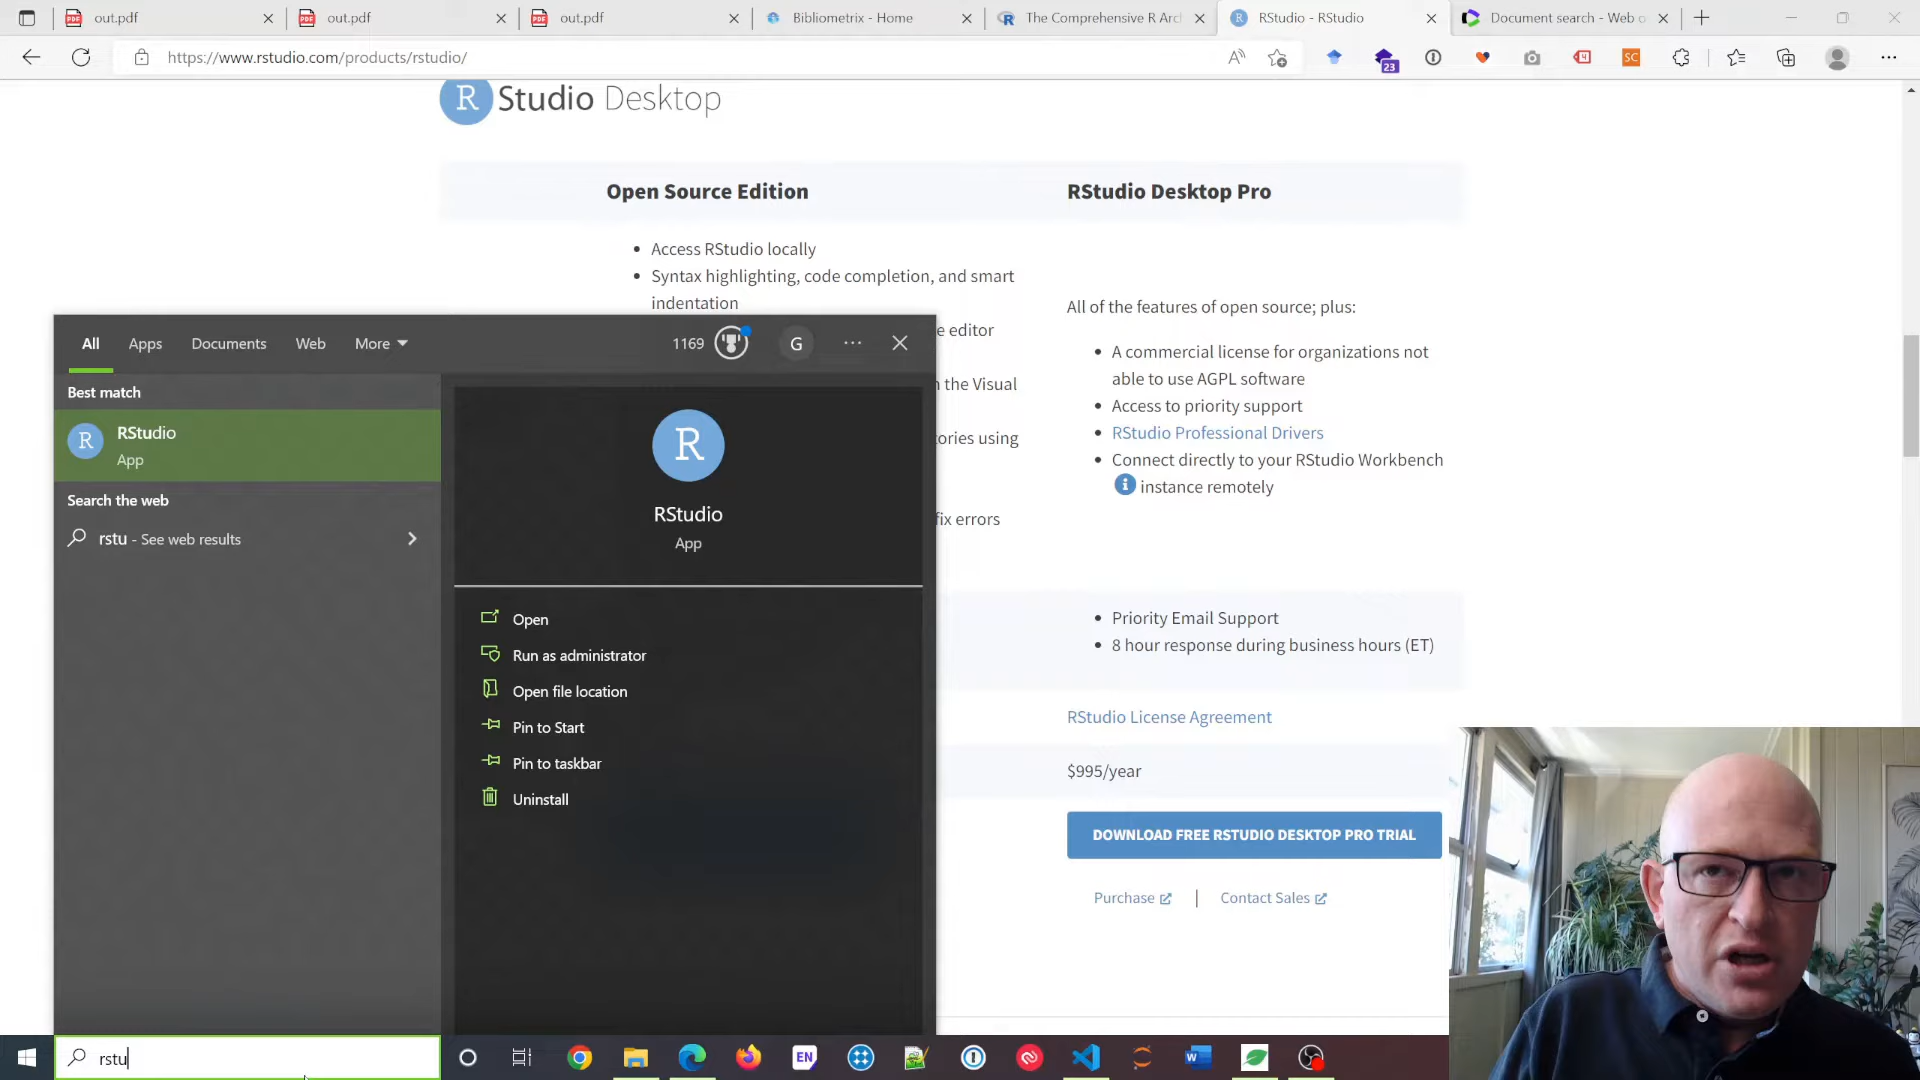 out.pdf
out.pdf
out.pdf
Bibliometrix - Home
The Comprehensive R Arc
RStudio - RStudio
Document search - Web o
https://www.rstudio.com/products/rstudio/
23
SC
R Studio Desktop
Open Source Edition
RStudio Desktop Pro
Access RStudio locally
Syntax highlighting, code completion, and smart
indentation
e editor
the Visual
tories using
fix errors
All of the features of open source; plus:
A commercial license for organizations not
able to use AGPL software
Access to priority support
RStudio Professional Drivers
Connect directly to your RStudio Workbench
instance remotely
Priority Email Support
8 hour response during business hours (ET)
RStudio License Agreement
$995/year
DOWNLOAD FREE RSTUDIO DESKTOP PRO TRIAL
Purchase | Contact Sales
All
Apps
Documents
Web
More
1169
G
Best match
R
RStudio
App
Search the web
rstu - See web results
R
RStudio
App
Open
Run as administrator
Open file location
Pin to Start
Pin to taskbar
Uninstall
rstu
EN